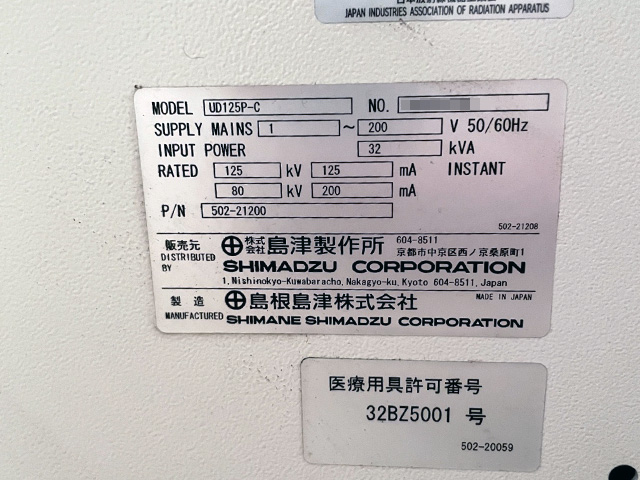 JAPAN INDUSTRIES ASSOCIATION OF RADIATION APPARATUS
MODEL UD125P-C NO.
SUPPLY MAINS 1 ~ 200 V 50/60Hz
INPUT POWER 32 kVA
RATED 125 kV 125 mA INSTANT
80 kV 200 mA
P/N 502-21200
502-21208
販売元 株式会社 島津製作所 604-8511
京都市中京区西ノ京桑原町1
DISTRIBUTED BY SHIMADZU CORPORATION
1, Nishinokyo-Kuwabaracho, Nakagyo-ku, Kyoto 604-8511, Japan
製造 島根島津株式会社 MADE IN JAPAN
MANUFACTURED SHIMANE SHIMADZU CORPORATION
医療用具許可番号
32BZ5001 号
502-20059